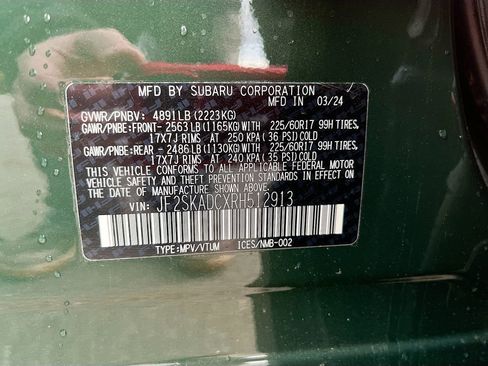 MFD BY SUBARU CORPORATION
MFD IN 03/24
GVWR/PNBV: 4891LB (2223KG)
GAWR/PNBE:FRONT- 2563LB(1165KG)WITH 225/60R17 99H TIRES,
17X7J RIMS AT 250 KPA (36 PSI)COLD
GAWR/PNBE:REAR - 2486LB(1130KG)WITH 225/60R17 99H TIRES,
17X7J RIMS AT 240 KPA (35 PSI)COLD
THIS VEHICLE CONFORMS TO ALL APPLICABLE FEDERAL MOTOR
VEHICLE SAFETY, BUMPER, AND THEFT PREVENTION STANDARDS
IN EFFECT ON THE DATE OF MANUFACTURE SHOWN ABOVE.
VIN: JF2SKADCXRH512913
TYPE:MPV/VTUM ICES/NMB-002